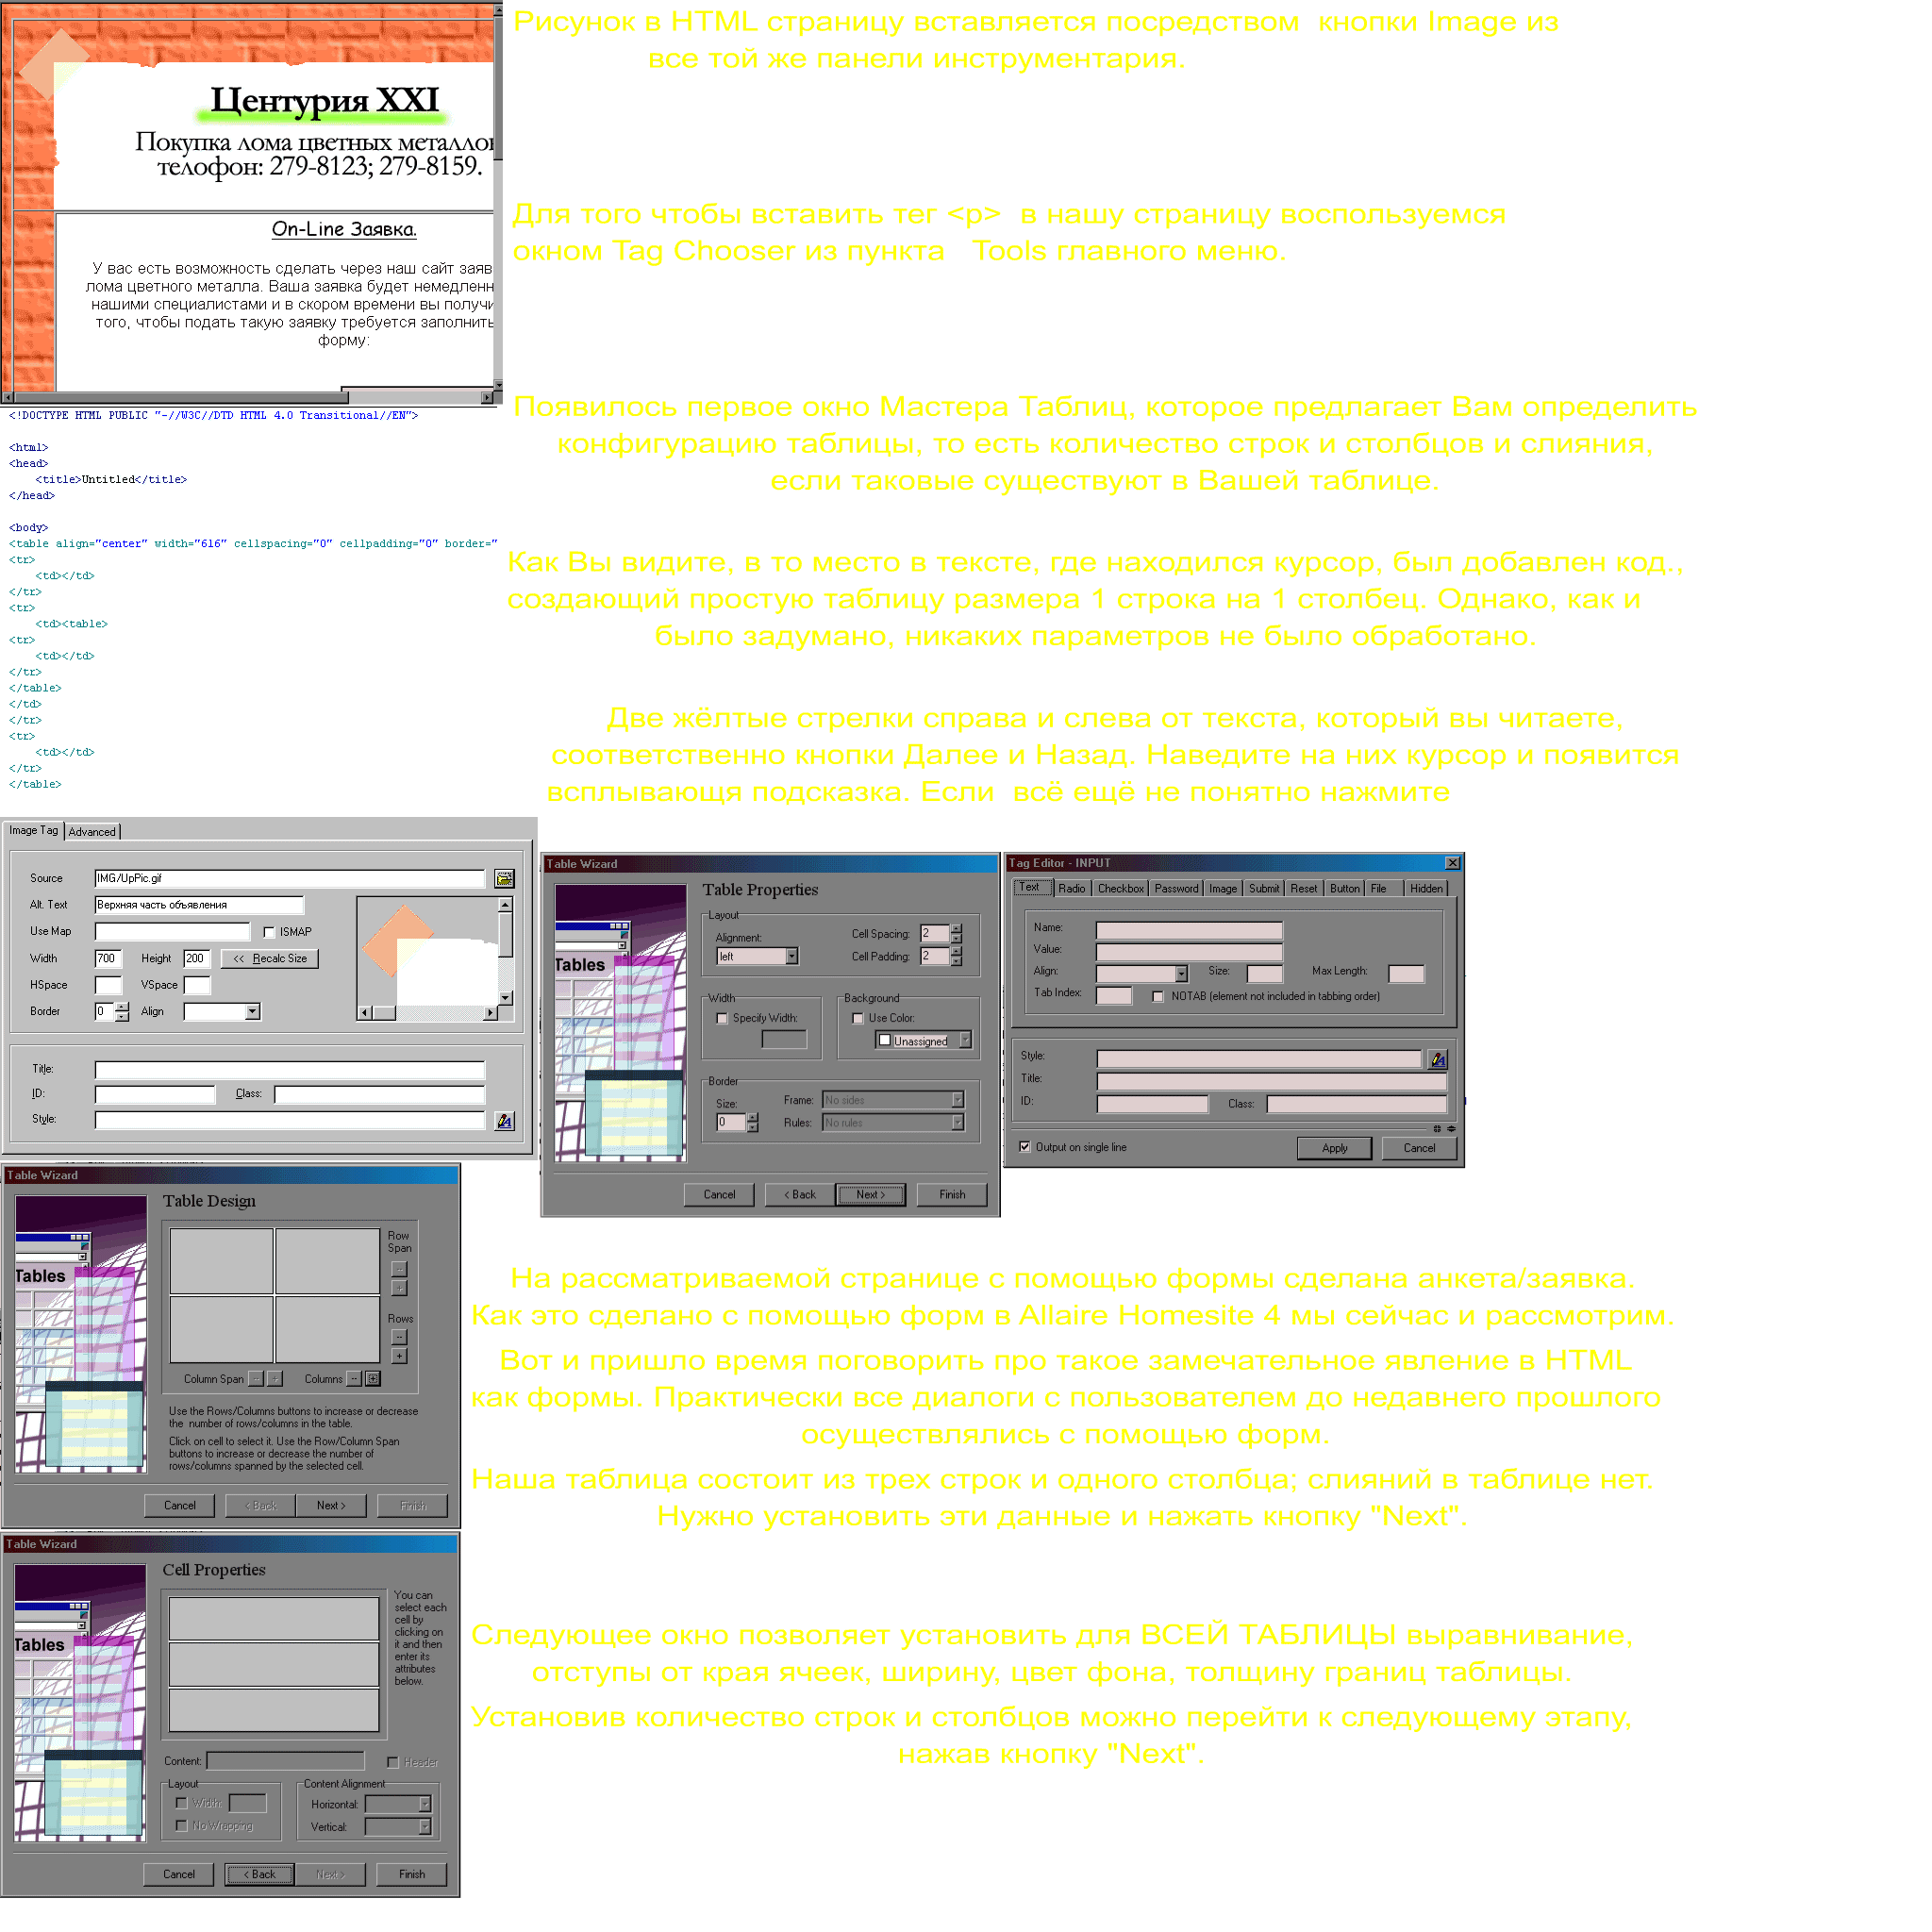 Рисунок в HTML страницу вставляется посредством  кнопки Image из
все той же панели инструментария.
Центурия XXI
Покупка лома цветных металлов
телофон: 279-8123; 279-8159.
Для того чтобы вставить тег <p>  в нашу страницу воспользуемся
окном Tag Chooser из пункта   Tools главного меню.
On-Line Заявка.
У вас есть возможность сделать через наш сайт заяв
лома цветного металла. Ваша заявка будет немедленн
нашими специалистами и в скором времени вы получи
того, чтобы подать такую заявку требуется заполнить
форму:
Появилось первое окно Мастера Таблиц, которое предлагает Вам определить
конфигурацию таблицы, то есть количество строк и столбцов и слияния,
если таковые существуют в Вашей таблице.
<!DOCTYPE HTML PUBLIC "-//W3C//DTD HTML 4.0 Transitional//EN">
<html>
<head>
<title>Untitled</title>
</head>
<body>
<table align="center" width="616" cellspacing="0" cellpadding="0" border="
<tr>
<td></td>
</tr>
<tr>
<td><table>
<tr>
<td></td>
</tr>
</table>
</td>
</tr>
<tr>
<td></td>
</tr>
</table>
Как Вы видите, в то место в тексте, где находился курсор, был добавлен код.,
создающий простую таблицу размера 1 строка на 1 столбец. Однако, как и
было задумано, никаких параметров не было обработано.
Две жёлтые стрелки справа и слева от текста, который вы читаете,
соответственно кнопки Далее и Назад. Наведите на них курсор и появится
всплывающя подсказка. Если  всё ещё не понятно нажмите
Image Tag Advanced
Source IMG/UpPic.gif
Alt. Text Верхняя часть объявления
Use Map ISMAP
Width 700 Height 200 << Recalc Size
HSpace VSpace
Border 0 Align
Title:
ID: Class:
Style:
Table Wizard
Table Properties
Layout
Alignment: Cell Spacing: 2
left Cell Padding: 2
Tables
Width Background
Specify Width: Use Color:
Unassigned
Border
Size: Frame: No sides
0 Rules: No rules
Cancel < Back Next > Finish
Tag Editor - INPUT
Text Radio Checkbox Password Image Submit Reset Button File Hidden
Name:
Value:
Align: Size: Max Length:
Tab Index: NOTAB (element not included in tabbing order)
Style:
Title:
ID: Class:
Output on single line Apply Cancel
Table Wizard
Table Design
Row
Span
Tables
Rows
Column Span Columns
Use the Rows/Columns buttons to increase or decrease
the  number of rows/columns in the table.
Click on cell to select it. Use the Row/Column Span
buttons to increase or decrease the number of
rows/columns spanned by the selected cell.
Cancel < Back Next > Finish
На рассматриваемой странице с помощью формы сделана анкета/заявка.
Как это сделано с помощью форм в Allaire Homesite 4 мы сейчас и рассмотрим.
Вот и пришло время поговорить про такое замечательное явление в HTML
как формы. Практически все диалоги с пользователем до недавнего прошлого
осуществлялись с помощью форм.
Наша таблица состоит из трех строк и одного столбца; слияний в таблице нет.
Нужно установить эти данные и нажать кнопку "Next".
Table Wizard
Cell Properties
You can
select each
cell by
clicking on
it and then
enter its
attributes
below.
Tables
Content: Header
Layout Content Alignment
Width: Horizontal:
No Wrapping Vertical:
Cancel < Back Next > Finish
Следующее окно позволяет установить для ВСЕЙ ТАБЛИЦЫ выравнивание,
отступы от края ячеек, ширину, цвет фона, толщину границ таблицы.
Установив количество строк и столбцов можно перейти к следующему этапу,
нажав кнопку "Next".